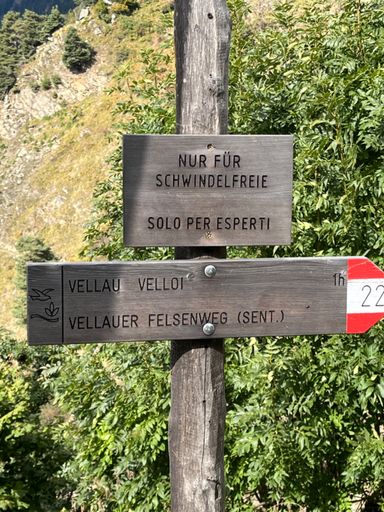 NUR FÜR
SCHWINDELFREIE
SOLO PER ESPERTI
VELLAU VELLOI 1h
VELLAUER FELSENWEG (SENT.)
22